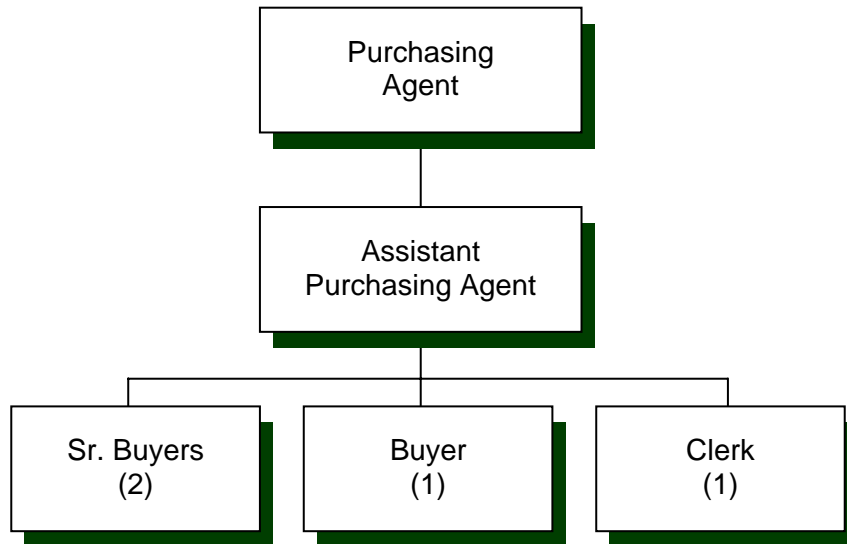 Purchasing
Agent
Assistant
Purchasing Agent
Sr. Buyers
(2)
Buyer
(1)
Clerk
(1)